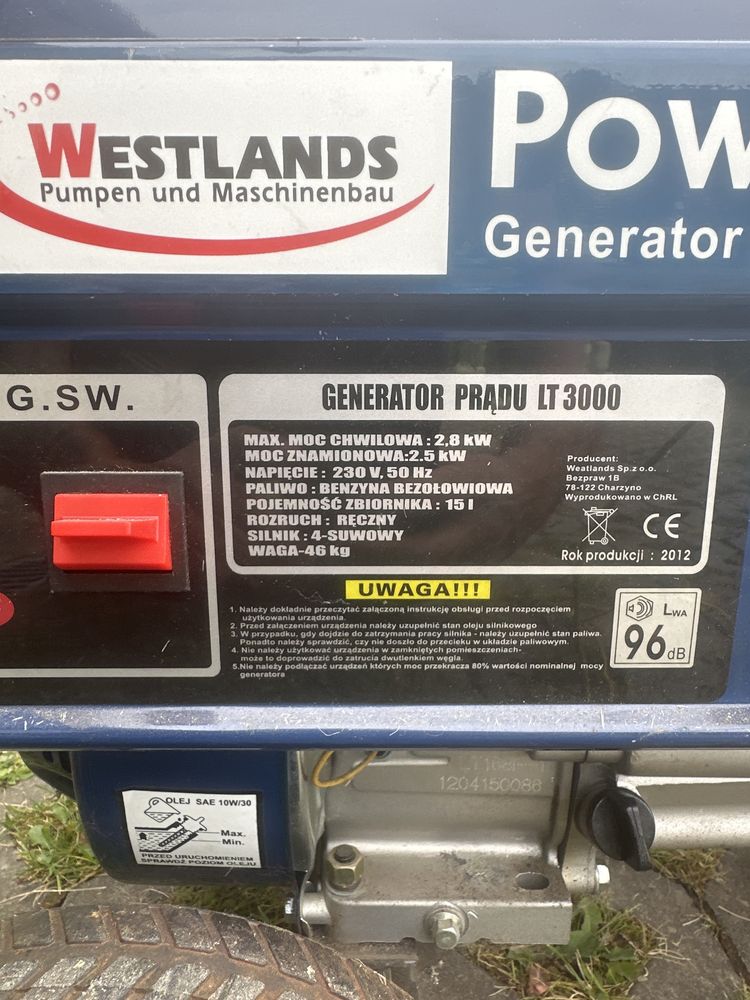 WESTLANDS
Pumpen und Maschinenbau
Generator
G.SW.
GENERATOR PRĄDU LT 3000
MAX. MOC CHWILOWA : 2,8 kW
MOC ZNAMIONOWA:2.5 kW
NAPIĘCIE : 230 V, 50 Hz
PALIWO : BENZYNA BEZOŁOWIOWA
POJEMNOŚĆ ZBIORNIKA : 15 l
ROZRUCH : RĘCZNY
SILNIK : 4-SUWOWY
WAGA-46 kg
Producent:
Weatlands Sp.z o.o.
Bezpraw 1B
78-122 Charzyno
Wyprodukowano w ChRL
CE
Rok produkcji : 2012
UWAGA!!!
1. Należy dokładnie przeczytać załączoną instrukcję obsługi przed rozpoczęciem
użytkowania urządzenia.
2. Przed załączeniem urządzenia należy uzupełnić stan oleju silnikowego
3. W przypadku, gdy dojdzie do zatrzymania pracy silnika - należy uzupełnić stan paliwa.
Ponadto należy sprawdzić, czy nie doszło do przecieku w układzie paliwowym.
4. Nie należy użytkować urządzenia w zamkniętych pomieszczeniach-
może to doprowadzić do zatrucia dwutlenkiem węgla.
5.Nie należy podłączać urządzeń których moc przekracza 80% wartości nominalnej mocy
generatora
LWA
96 dB
1204150086
OLEJ SAE 10W/30
Max.
Min.
PRZED URUCHOMIENIEM
SPRAWDŹ POZIOM OLEJU